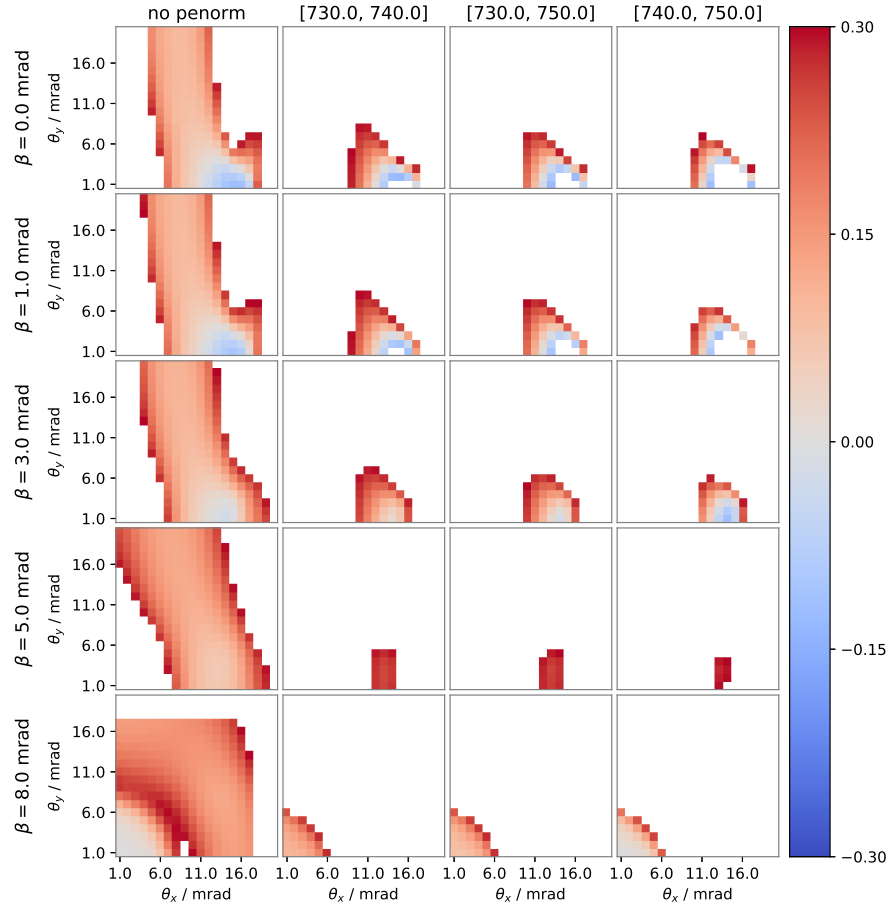 no penorm [730.0, 740.0] [730.0, 750.0] [740.0, 750.0]
0.30
0.15
0.00
−0.15
−0.30
β = 0.0 mrad
θy / mrad
16.0
11.0
6.0
1.0
β = 1.0 mrad
θy / mrad
16.0
11.0
6.0
1.0
β = 3.0 mrad
θy / mrad
16.0
11.0
6.0
1.0
β = 5.0 mrad
θy / mrad
16.0
11.0
6.0
1.0
β = 8.0 mrad
θy / mrad
16.0
11.0
6.0
1.0
1.0 6.0 11.0 16.0 1.0 6.0 11.0 16.0 1.0 6.0 11.0 16.0 1.0 6.0 11.0 16.0
θx / mrad θx / mrad θx / mrad θx / mrad